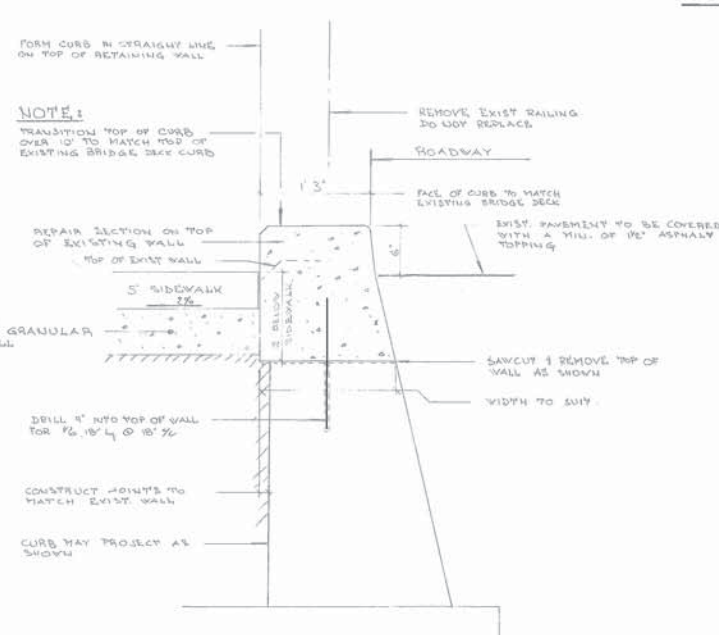 FORM CURB IN STRAIGHT LINE
ON TOP OF RETAINING WALL
NOTE:
TRANSITION TOP OF CURB
OVER 10' TO MATCH TOP OF
EXISTING BRIDGE DECK CURB
REMOVE EXIST RAILING
DO NOT REPLACE
ROADWAY
1' 3"
FACE OF CURB TO MATCH
EXISTING BRIDGE DECK
EXIST. PAVEMENT TO BE COVERED
WITH A MIN. OF 1½" ASPHALT
TOPPING
6"
REPAIR SECTION ON TOP
OF EXISTING WALL
TOP OF EXIST WALL
5' SIDEWALK
2%
BELOW
SIDEWALK
GRANULAR
SAWCUT & REMOVE TOP OF
WALL AS SHOWN
WIDTH TO SUIT
DRILL 9" INTO TOP OF WALL
FOR 18" @ 18" c/c
CONSTRUCT JOINTS TO
MATCH EXIST. WALL
CURB MAY PROJECT AS
SHOWN